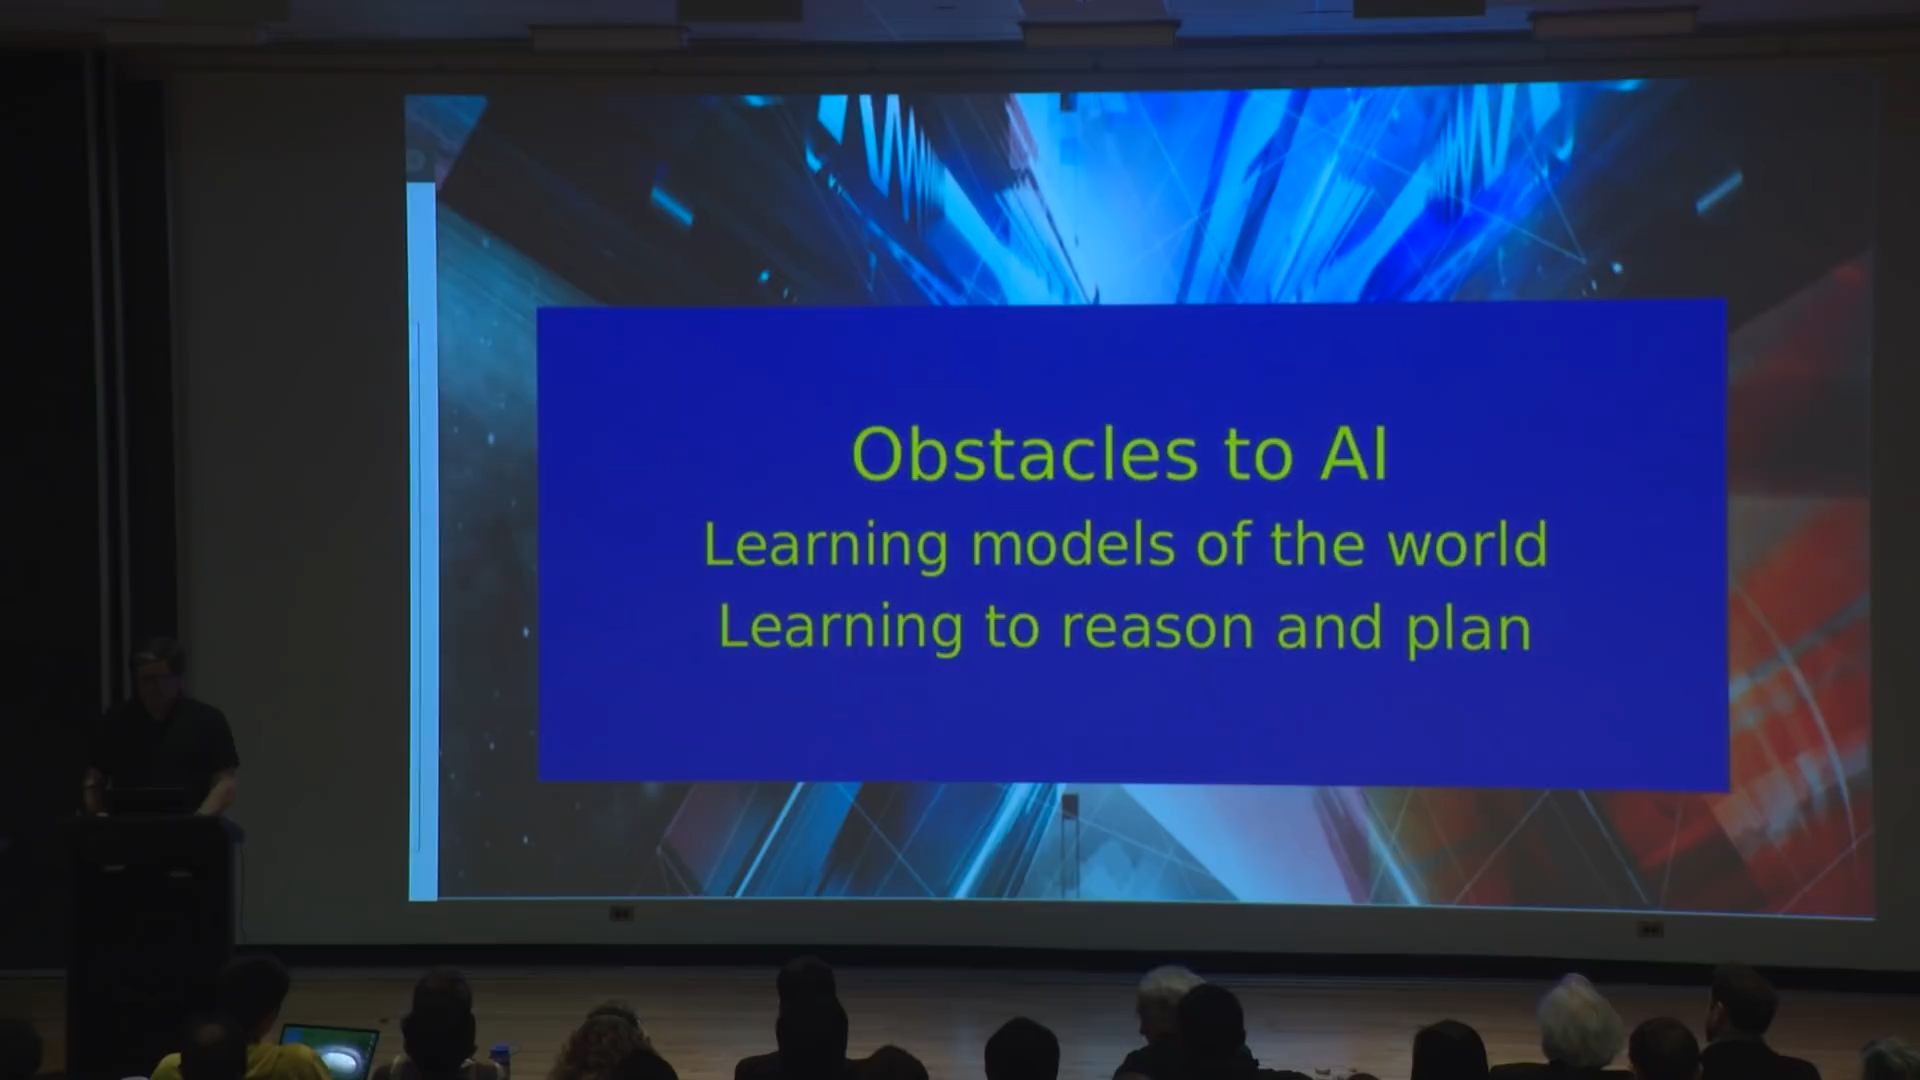 Obstacles to AI
Learning models of the world
Learning to reason and plan